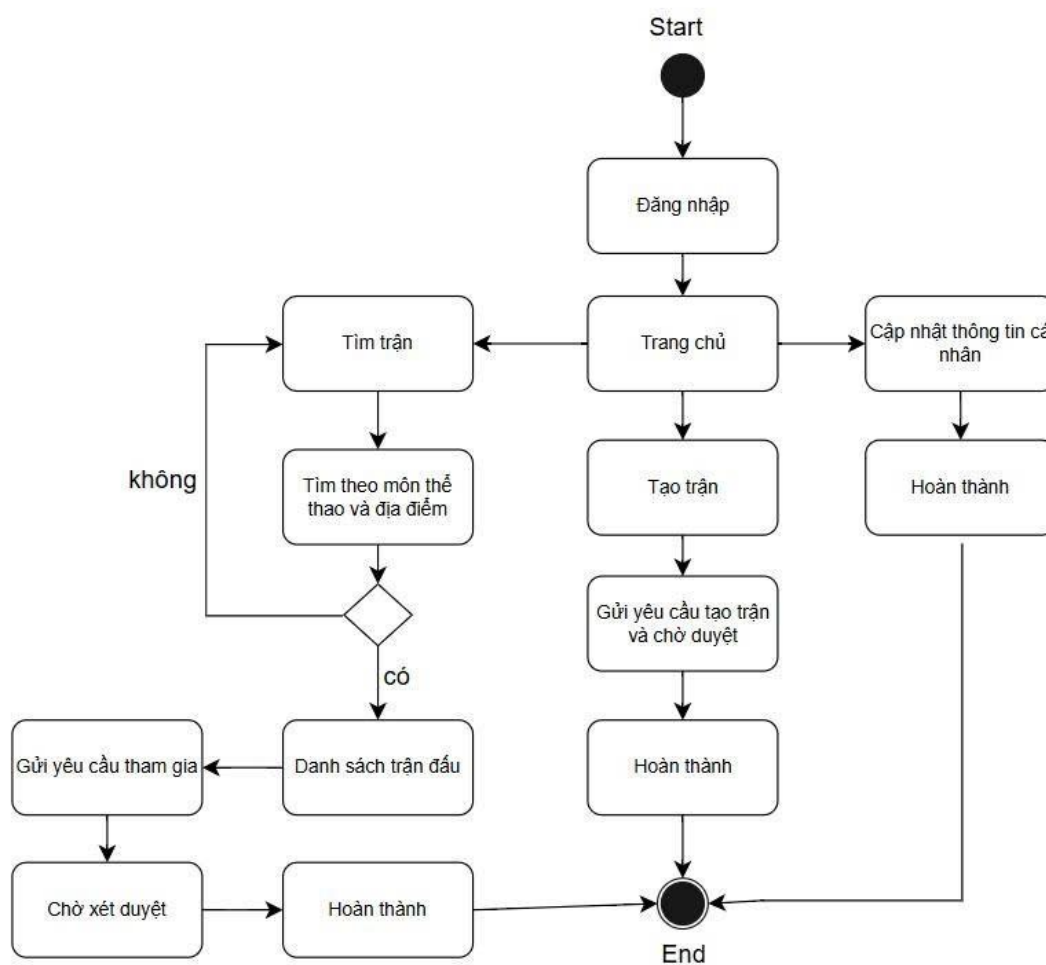 Start
Đăng nhập
Tìm trận
Trang chủ
Cập nhật thông tin cá
nhân
không
Tìm theo môn thể
thao và địa điểm
Tạo trận
Hoàn thành
Gửi yêu cầu tạo trận
và chờ duyệt
có
Gửi yêu cầu tham gia
Danh sách trận đấu
Hoàn thành
Chờ xét duyệt
Hoàn thành
End